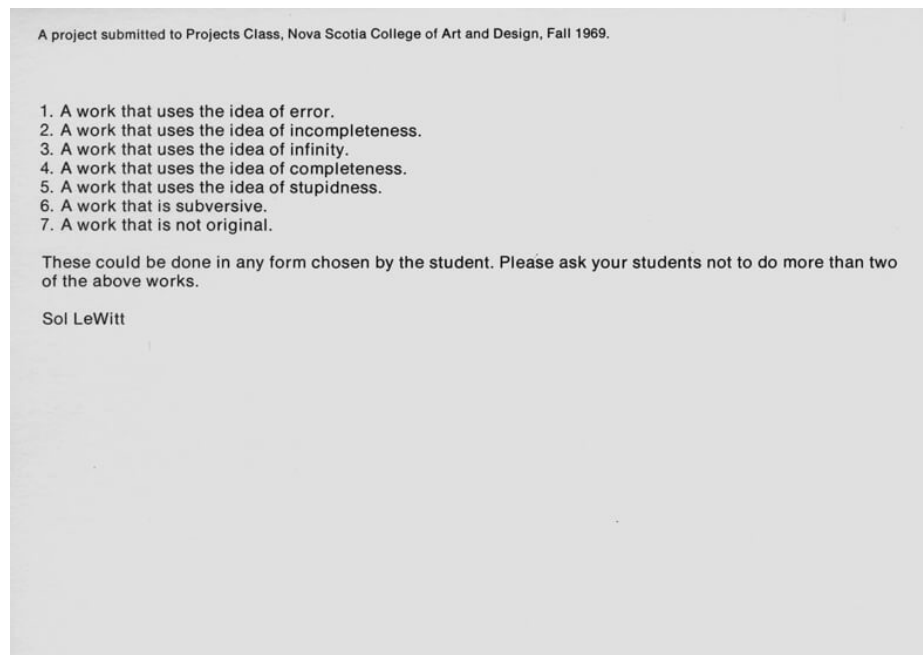 A project submitted to Projects Class, Nova Scotia College of Art and Design, Fall 1969.
1. A work that uses the idea of error.
2. A work that uses the idea of incompleteness.
3. A work that uses the idea of infinity.
4. A work that uses the idea of completeness.
5. A work that uses the idea of stupidness.
6. A work that is subversive.
7. A work that is not original.
These could be done in any form chosen by the student. Please ask your students not to do more than two
of the above works.
Sol LeWitt